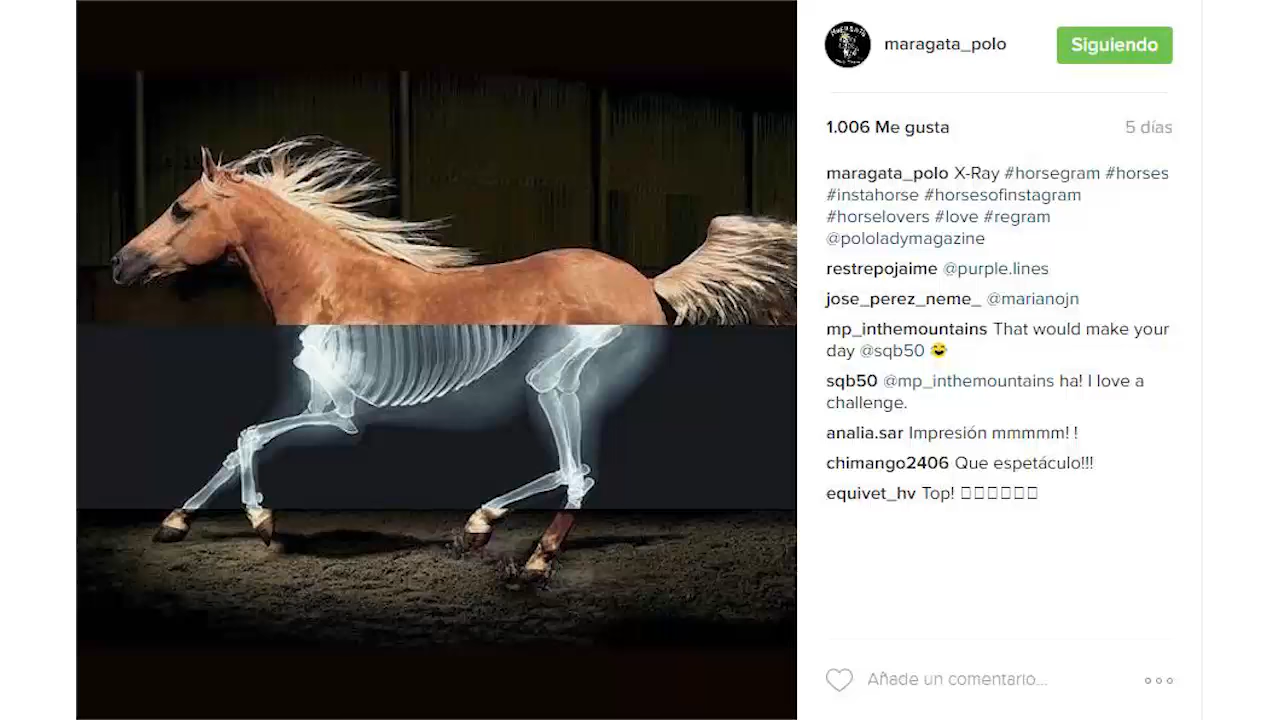 maragata_polo
Siguiendo
1.006 Me gusta
5 días
maragata_polo X-Ray #horsegram #horses
#instahorse #horsesofinstagram
#horselovers #love #regram
@pololadymagazine
restrepojaime @purple.lines
jose_perez_neme_ @marianojn
mp_inthemountains That would make your
day @sqb50 😂
sqb50 @mp_inthemountains ha! I love a
challenge.
analia.sar Impresión mmmmm! !
chimango2406 Que espetáculo!!!
equivet_hv Top! □□□□□□
Añade un comentario...